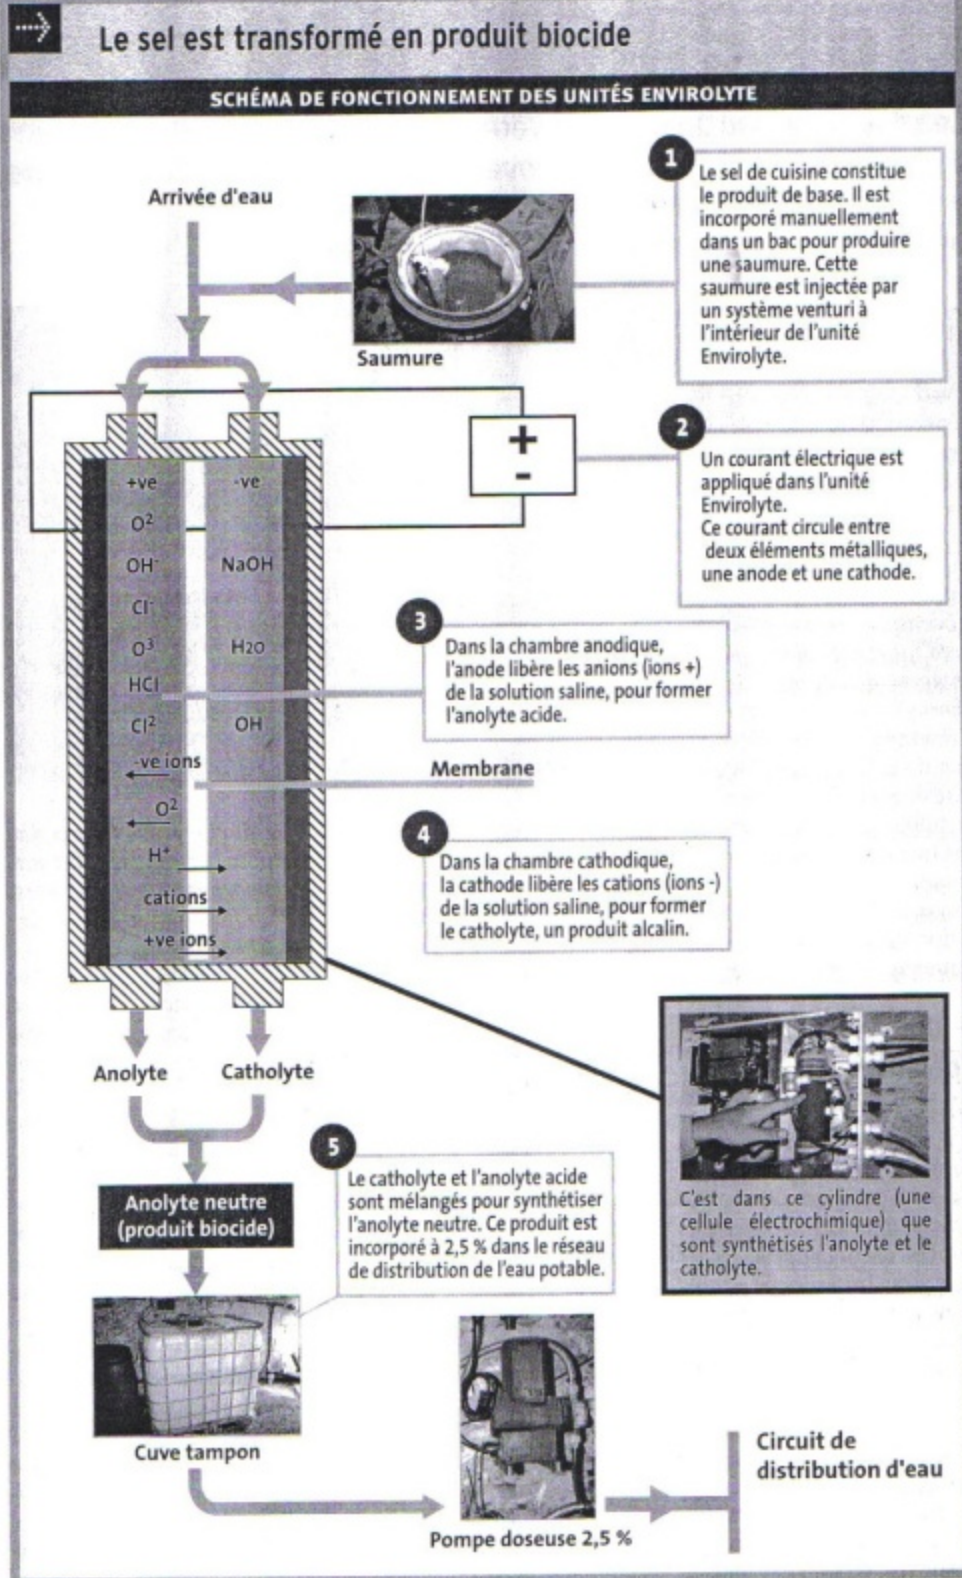 Le sel est transformé en produit biocide
SCHÉMA DE FONCTIONNEMENT DES UNITÉS ENVIROLYTE
Arrivée d'eau
Saumure
1
Le sel de cuisine constitue
le produit de base. Il est
incorporé manuellement
dans un bac pour produire
une saumure. Cette
saumure est injectée par
un système venturi à
l'intérieur de l'unité
Envirolyte.
+
-
2
Un courant électrique est
appliqué dans l'unité
Envirolyte.
Ce courant circule entre
deux éléments métalliques,
une anode et une cathode.
+ve
O²
OH⁻
Cl⁻
O³
HCl
Cl²
-ve ions
O²
H⁺
cations
+ve ions
-ve
NaOH
H2O
OH
3
Dans la chambre anodique,
l'anode libère les anions (ions +)
de la solution saline, pour former
l'anolyte acide.
Membrane
4
Dans la chambre cathodique,
la cathode libère les cations (ions -)
de la solution saline, pour former
le catholyte, un produit alcalin.
C'est dans ce cylindre (une
cellule électrochimique) que
sont synthétisés l'anolyte et le
catholyte.
Anolyte
Catholyte
Anolyte neutre
(produit biocide)
5
Le catholyte et l'anolyte acide
sont mélangés pour synthétiser
l'anolyte neutre. Ce produit est
incorporé à 2,5 % dans le réseau
de distribution de l'eau potable.
Cuve tampon
Pompe doseuse 2,5 %
Circuit de
distribution d'eau